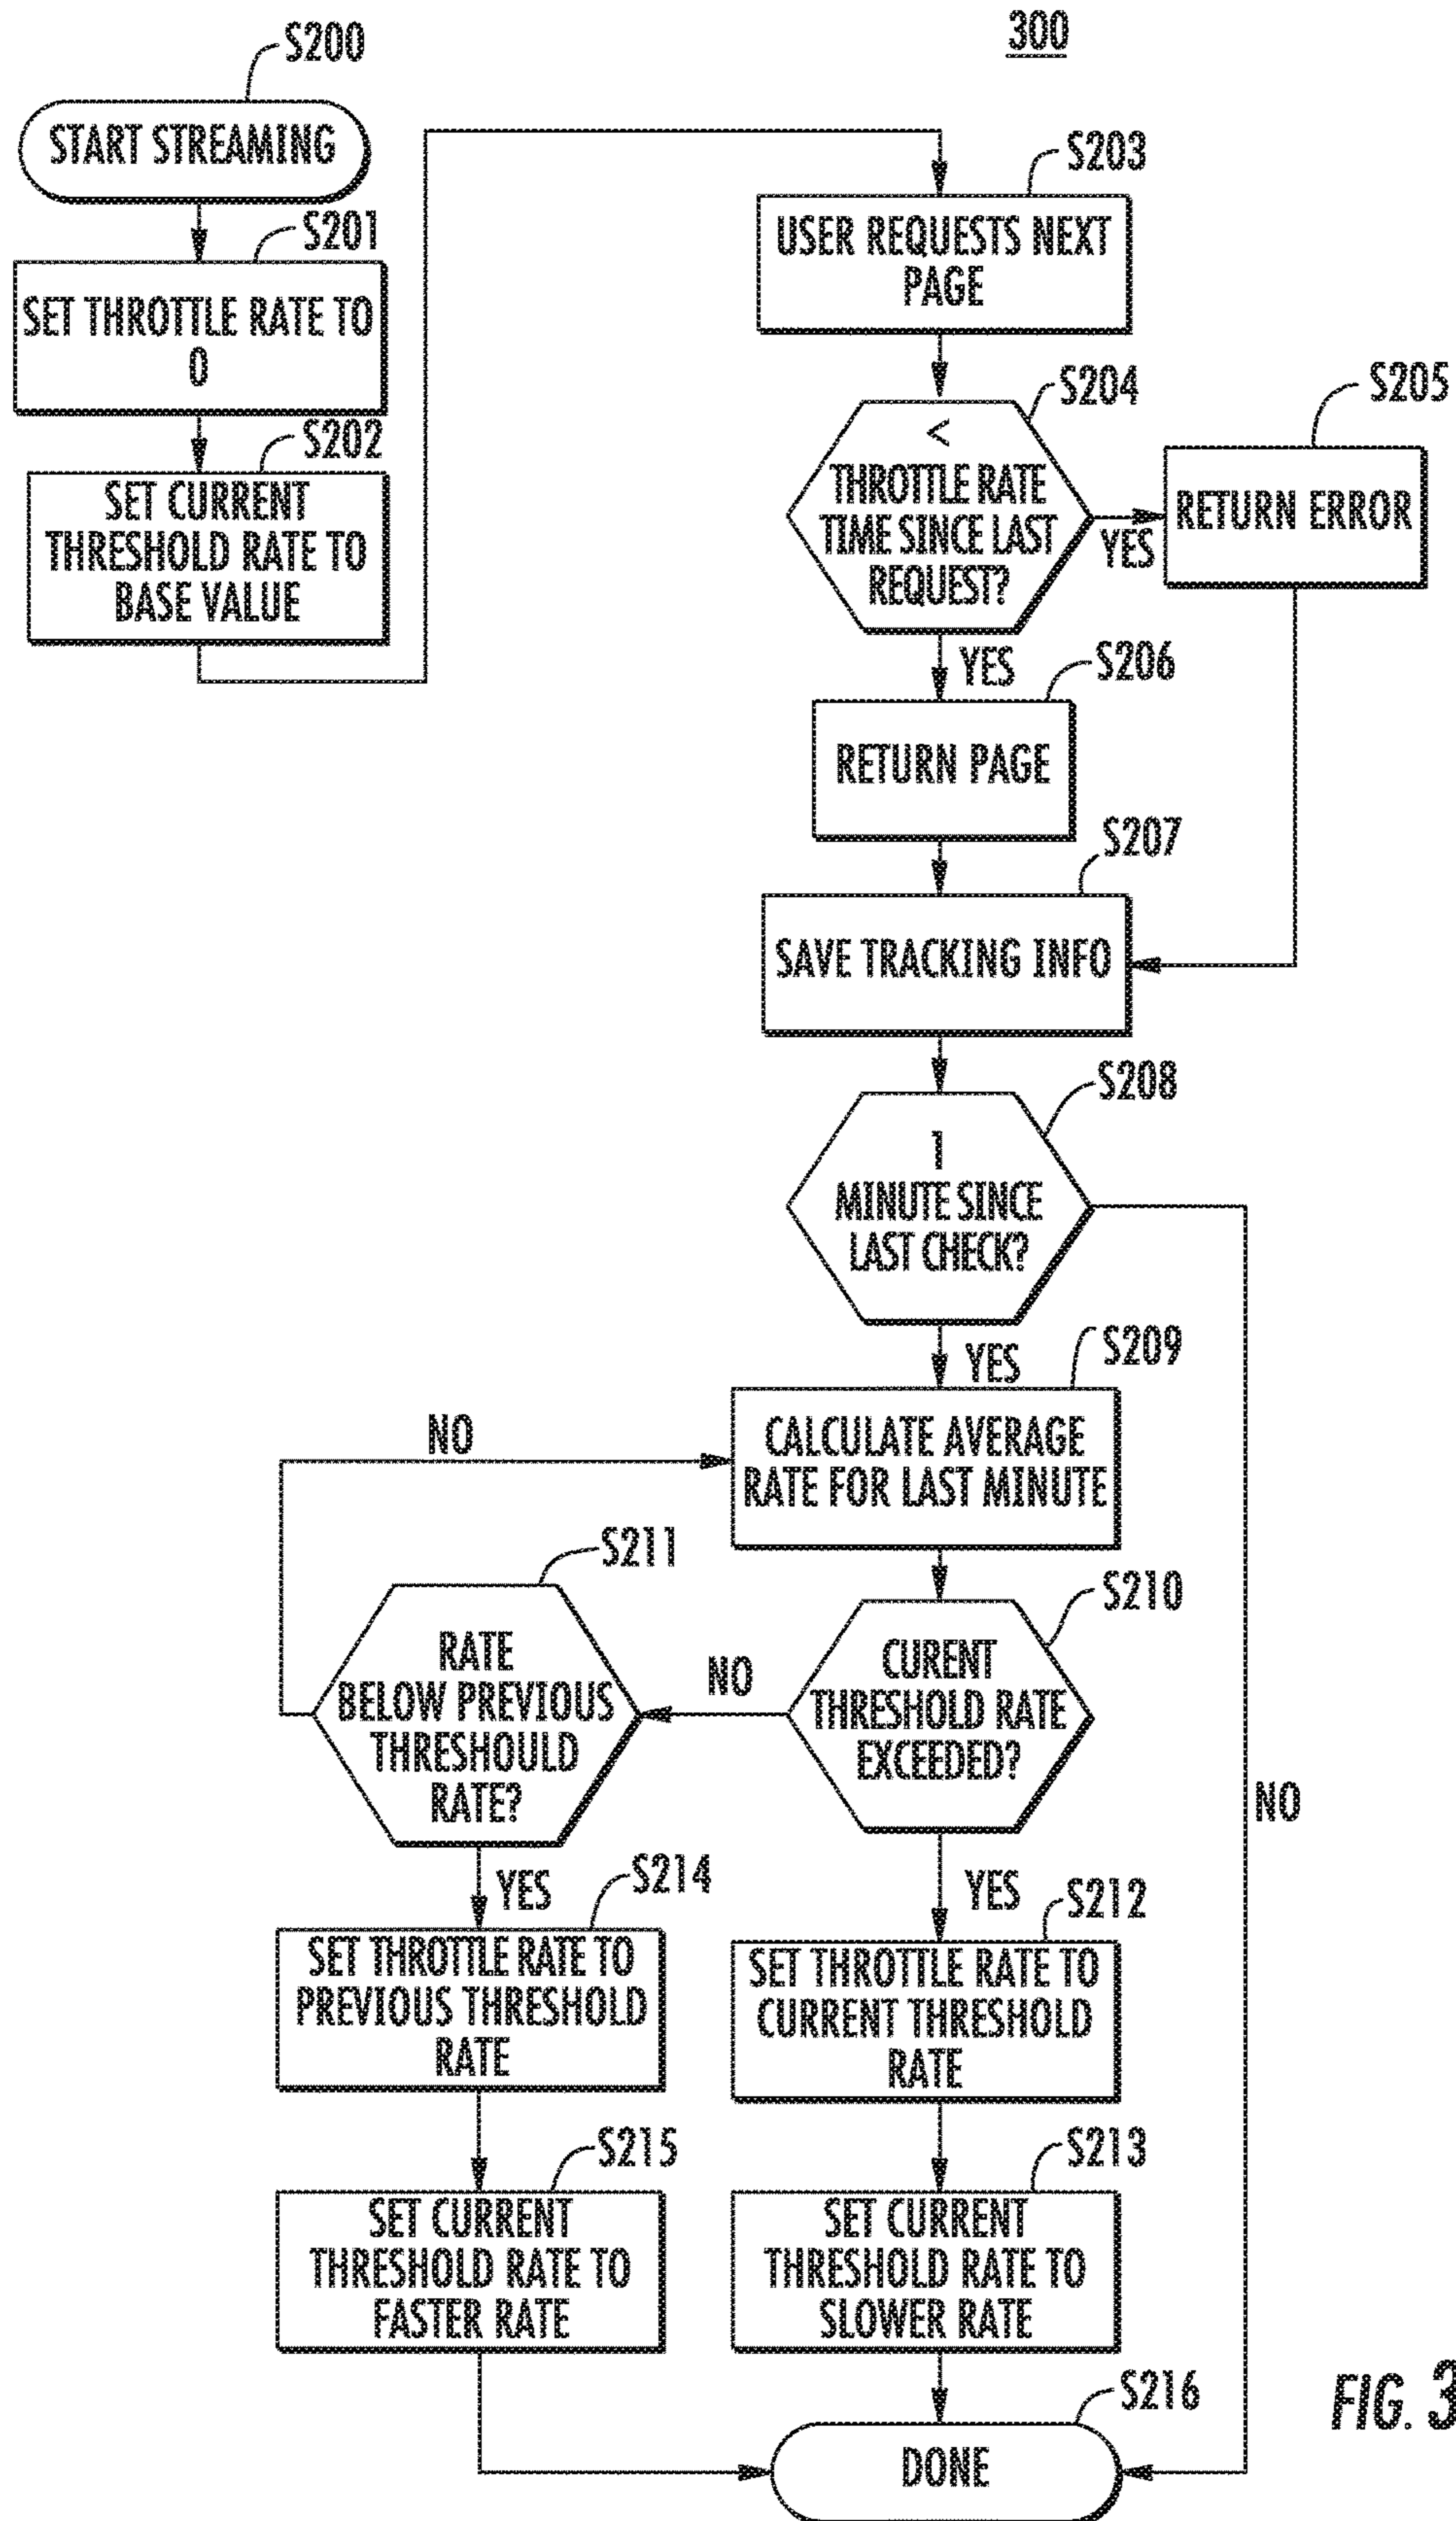 300
S200
START STREAMING
S201
SET THROTTLE RATE TO
0
S202
SET CURRENT
THRESHOLD RATE TO
BASE VALUE
S203
USER REQUESTS NEXT
PAGE
S204
<
THROTTLE RATE
TIME SINCE LAST
REQUEST?
YES
S205
RETURN ERROR
YES
S206
RETURN PAGE
S207
SAVE TRACKING INFO
S208
1
MINUTE SINCE
LAST CHECK?
NO
YES
S209
CALCULATE AVERAGE
RATE FOR LAST MINUTE
S210
CURENT
THRESHOLD RATE
EXCEEDED?
NO
S211
RATE
BELOW PREVIOUS
THRESHOULD
RATE?
NO
YES
S214
SET THROTTLE RATE TO
PREVIOUS THRESHOLD
RATE
S215
SET CURRENT
THRESHOLD RATE TO
FASTER RATE
YES
S212
SET THROTTLE RATE TO
CURRENT THRESHOLD
RATE
S213
SET CURRENT
THRESHOLD RATE TO
SLOWER RATE
S216
DONE
FIG. 3